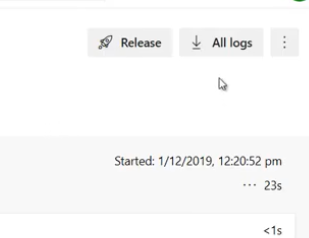 Release All logs
Started: 1/12/2019, 12:20:52 pm
··· 23s
<1s